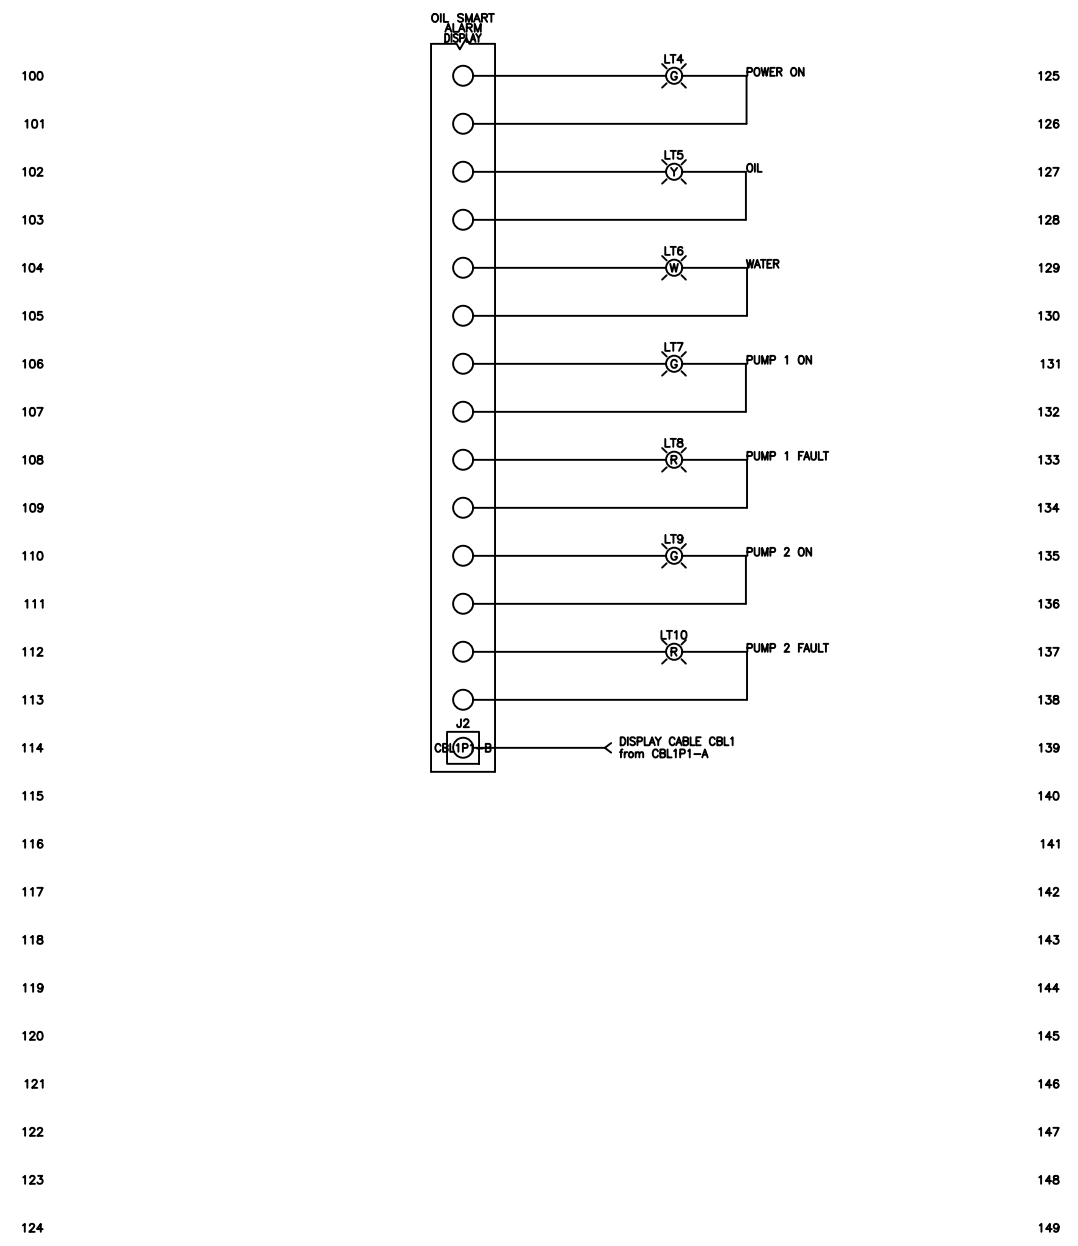 OIL SMART
ALARM
DISPLAY
100
LT4
G
POWER ON
125
101
126
102
LT5
Y
OIL
127
103
128
104
LT6
W
WATER
129
105
130
106
LT7
G
PUMP 1 ON
131
107
132
108
LT8
R
PUMP 1 FAULT
133
109
134
110
LT9
G
PUMP 2 ON
135
111
136
112
LT10
R
PUMP 2 FAULT
137
113
138
J2
114
CBL1P1-B
DISPLAY CABLE CBL1
from CBL1P1-A
139
115
140
116
141
117
142
118
143
119
144
120
145
121
146
122
147
123
148
124
149